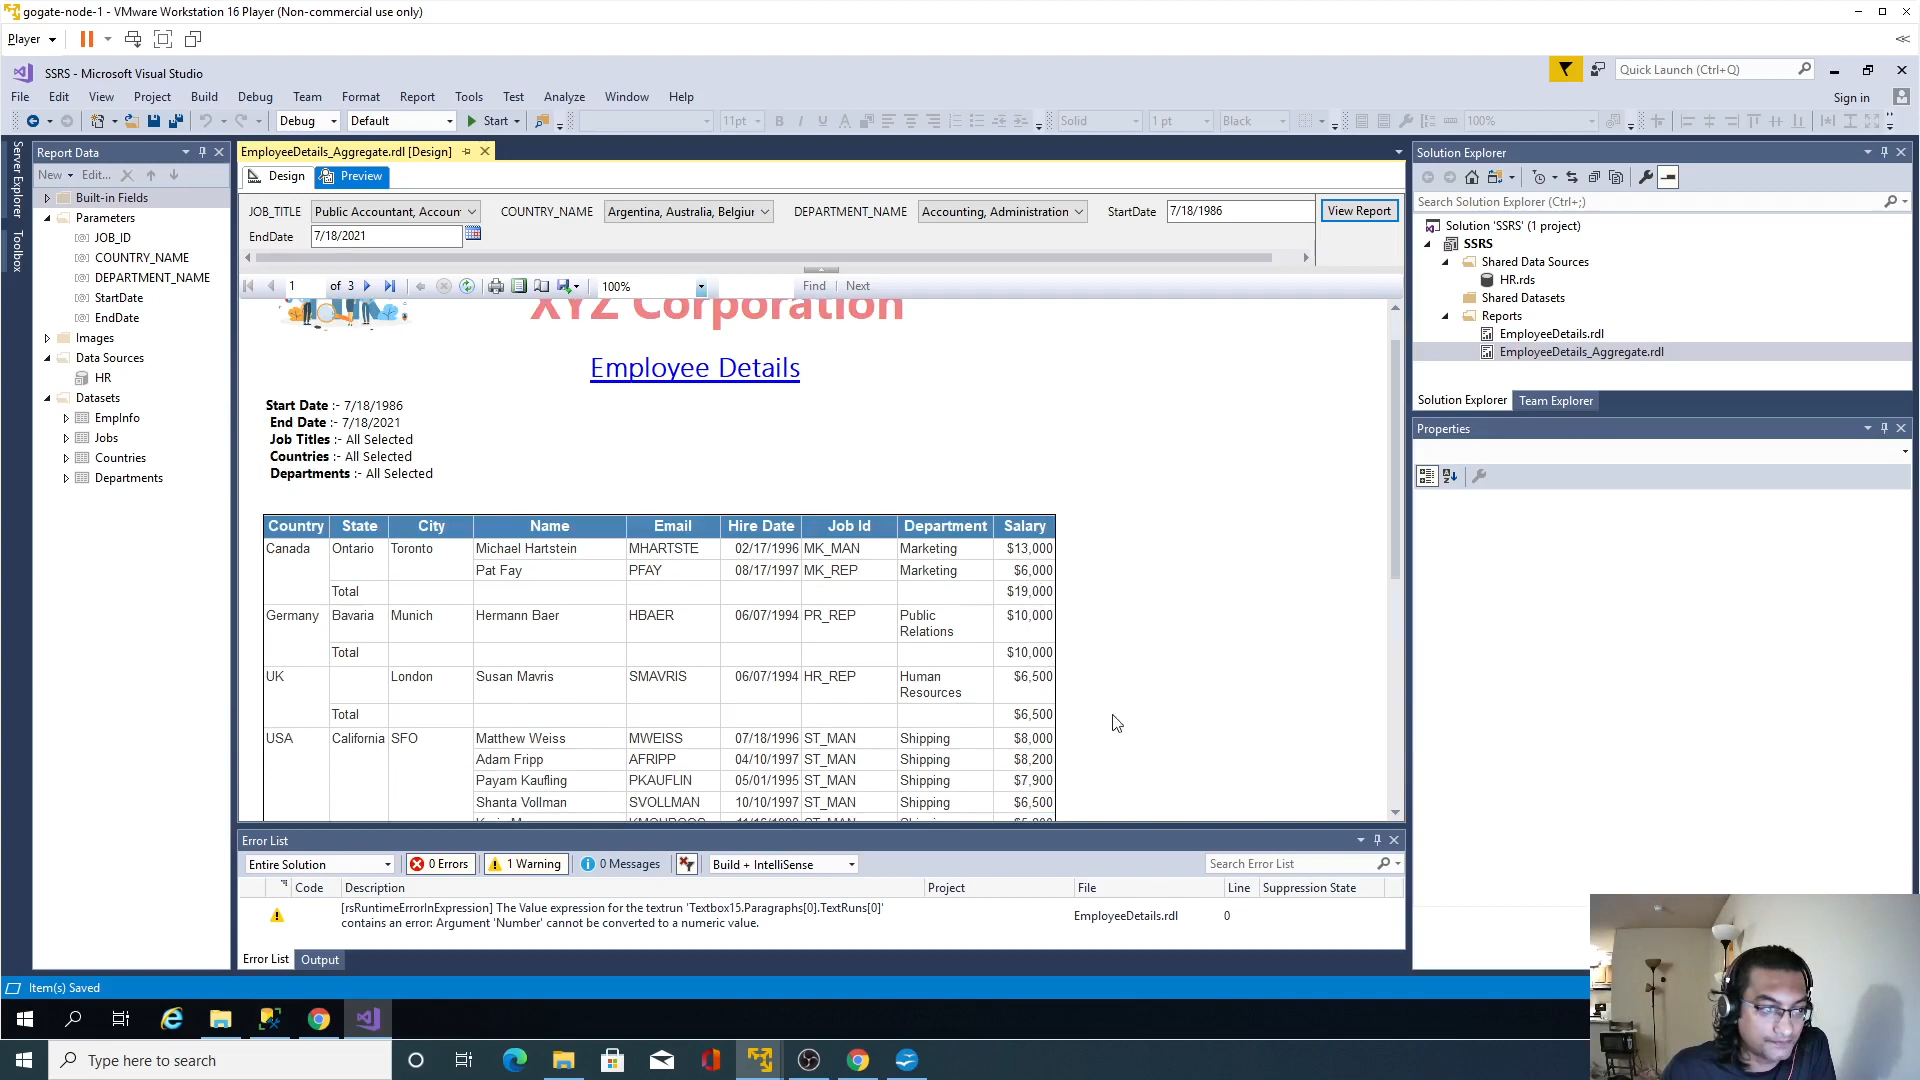 gogate-node-1 - VMware Workstation 16 Player (Non-commercial use only)
Player
SSRS - Microsoft Visual Studio
Quick Launch (Ctrl+Q)
File Edit View Project Build Debug Team Format Report Tools Test Analyze Window Help
Sign in
Debug Default Start 11pt Solid 1 pt Black 100%
Server Explorer
Toolbox
Report Data
New Edit...
Built-in Fields
Parameters
JOB_ID
COUNTRY_NAME
DEPARTMENT_NAME
StartDate
EndDate
Images
Data Sources
HR
Datasets
EmpInfo
Jobs
Countries
Departments
EmployeeDetails_Aggregate.rdl [Design]
Design Preview
JOB_TITLE Public Accountant, Accoun COUNTRY_NAME Argentina, Australia, Belgiur DEPARTMENT_NAME Accounting, Administration StartDate 7/18/1986 View Report
EndDate 7/18/2021
1 of 3 100% Find Next
XYZ Corporation
Employee Details
Start Date :- 7/18/1986
End Date :- 7/18/2021
Job Titles :- All Selected
Countries :- All Selected
Departments :- All Selected
Country State City Name Email Hire Date Job Id Department Salary
Canada Ontario Toronto Michael Hartstein MHARTSTE 02/17/1996 MK_MAN Marketing $13,000
Pat Fay PFAY 08/17/1997 MK_REP Marketing $6,000
Total $19,000
Germany Bavaria Munich Hermann Baer HBAER 06/07/1994 PR_REP Public Relations $10,000
Total $10,000
UK London Susan Mavris SMAVRIS 06/07/1994 HR_REP Human Resources $6,500
Total $6,500
USA California SFO Matthew Weiss MWEISS 07/18/1996 ST_MAN Shipping $8,000
Adam Fripp AFRIPP 04/10/1997 ST_MAN Shipping $8,200
Payam Kaufling PKAUFLIN 05/01/1995 ST_MAN Shipping $7,900
Shanta Vollman SVOLLMAN 10/10/1997 ST_MAN Shipping $6,500
Solution Explorer
Search Solution Explorer (Ctrl+;)
Solution 'SSRS' (1 project)
SSRS
Shared Data Sources
HR.rds
Shared Datasets
Reports
EmployeeDetails.rdl
EmployeeDetails_Aggregate.rdl
Solution Explorer Team Explorer
Properties
Error List
Entire Solution 0 Errors 1 Warning 0 Messages Build + IntelliSense Search Error List
Code Description Project File Line Suppression State
[rsRuntimeErrorInExpression] The Value expression for the textrun 'Textbox15.Paragraphs[0].TextRuns[0]'
contains an error: Argument 'Number' cannot be converted to a numeric value.
EmployeeDetails.rdl 0
Error List Output
Item(s) Saved
Type here to search